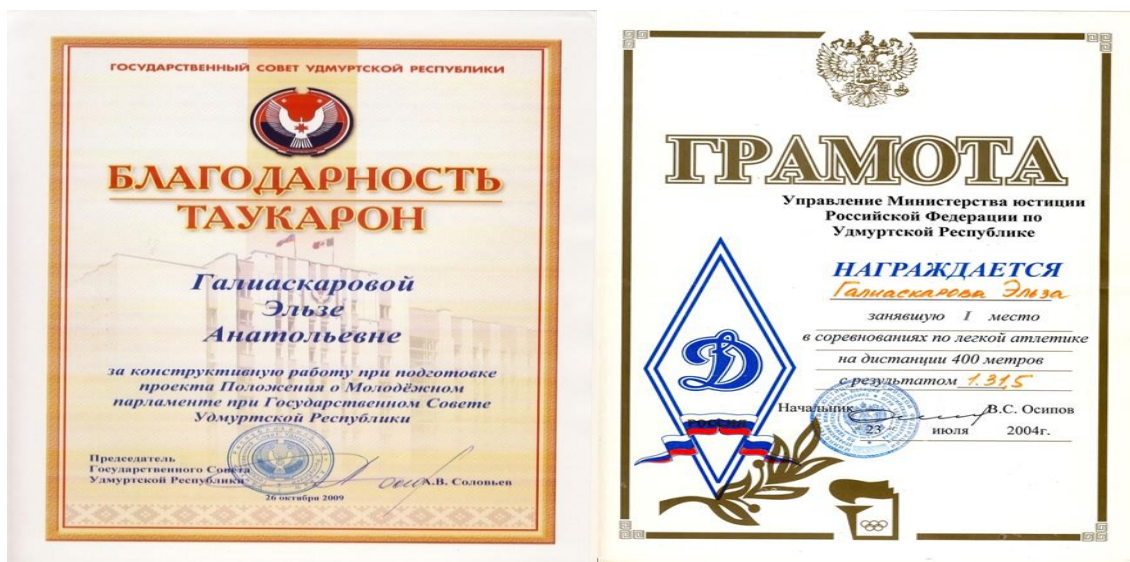 ГОСУДАРСТВЕННЫЙ СОВЕТ УДМУРТСКОЙ РЕСПУБЛИКИ
БЛАГОДАРНОСТЬ
ТАУКАРОН
Галиаскаровой
Эльзе
Анатольевне
за конструктивную работу при подготовке
проекта Положения о Молодёжном
парламенте при Государственном Совете
Удмуртской Республики
Председатель
Государственного Совета
Удмуртской Республики
А.В. Соловьев
26 октября 2009
ГРАМОТА
Управление Министерства юстиции
Российской Федерации по
Удмуртской Республике
НАГРАЖДАЕТСЯ
Галиаскарова Эльза
занявшую I место
в соревнованиях по легкой атлетике
на дистанции 400 метров
с результатом 1.31,5
Начальник В.С. Осипов
23 июля 2004г.
Д
РОССИЯ